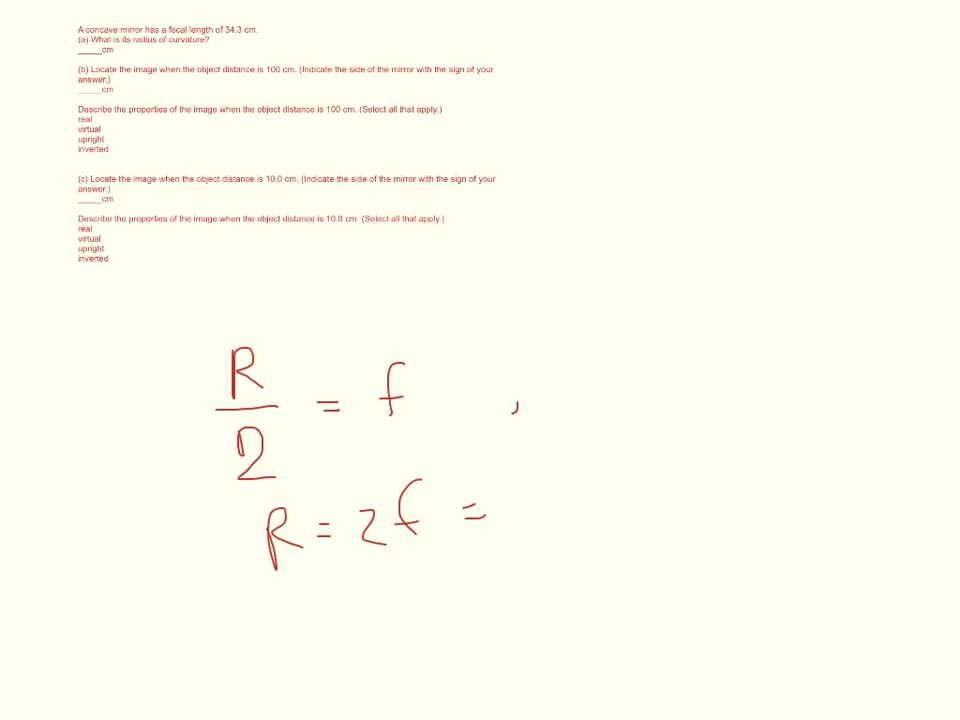 A concave mirror has a focal length of 34.3 cm.
(a) What is its radius of curvature?
_____cm
(b) Locate the image when the object distance is 100 cm. (Indicate the side of the mirror with the sign of your
answer.)
_____cm
Describe the properties of the image when the object distance is 100 cm. (Select all that apply.)
real
virtual
upright
inverted
(c) Locate the image when the object distance is 10.0 cm. (Indicate the side of the mirror with the sign of your
answer.)
_____cm
Describe the properties of the image when the object distance is 10.0 cm. (Select all that apply.)
real
virtual
upright
inverted
R
= f ,
2
R = 2f =